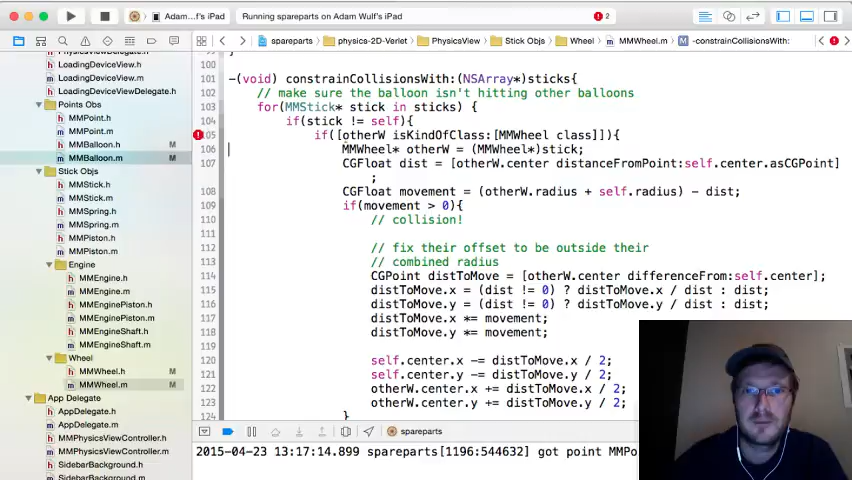 Adam...f's iPad
Running spareparts on Adam Wulf's iPad
2
spareparts
physics-2D-Verlet
PhysicsView
Stick Objs
Wheel
MMWheel.m
-constrainCollisionsWith:
LoadingDeviceView.h
LoadingDeviceView.m
LoadingDeviceViewDelegate.h
Points Obs
MMPoint.h
MMPoint.m
MMBalloon.h M
MMBalloon.m M
Stick Objs
MMStick.h
MMStick.m
MMSpring.h
MMSpring.m
MMPiston.h
MMPiston.m
Engine
MMEngine.h
MMEngine.m
MMEnginePiston.h
MMEnginePiston.m
MMEngineShaft.h
MMEngineShaft.m
Wheel
MMWheel.h M
MMWheel.m M
App Delegate
AppDelegate.h
AppDelegate.m
MMPhysicsViewController.h
MMPhysicsViewController.m
SidebarBackground.h
100
101 -(void) constrainCollisionsWith:(NSArray*)sticks{
102 // make sure the balloon isn't hitting other balloons
103 for(MMStick* stick in sticks) {
104 if(stick != self){
05 if([otherW isKindOfClass:[MMWheel class]]){
106 MMWheel* otherW = (MMWheel*)stick;
107 CGFloat dist = [otherW.center distanceFromPoint:self.center.asCGPoint]
;
108 CGFloat movement = (otherW.radius + self.radius) - dist;
109 if(movement > 0){
110 // collision!
111
112 // fix their offset to be outside their
113 // combined radius
114 CGPoint distToMove = [otherW.center differenceFrom:self.center];
115 distToMove.x = (dist != 0) ? distToMove.x / dist : dist;
116 distToMove.y = (dist != 0) ? distToMove.y / dist : dist;
117 distToMove.x *= movement;
118 distToMove.y *= movement;
119
120 self.center.x -= distToMove.x / 2;
121 self.center.y -= distToMove.y / 2;
122 otherW.center.x += distToMove.x / 2;
123 otherW.center.y += distToMove.y / 2;
124 }
spareparts
2015-04-23 13:17:14.899 spareparts[1196:544632] got point MMPo